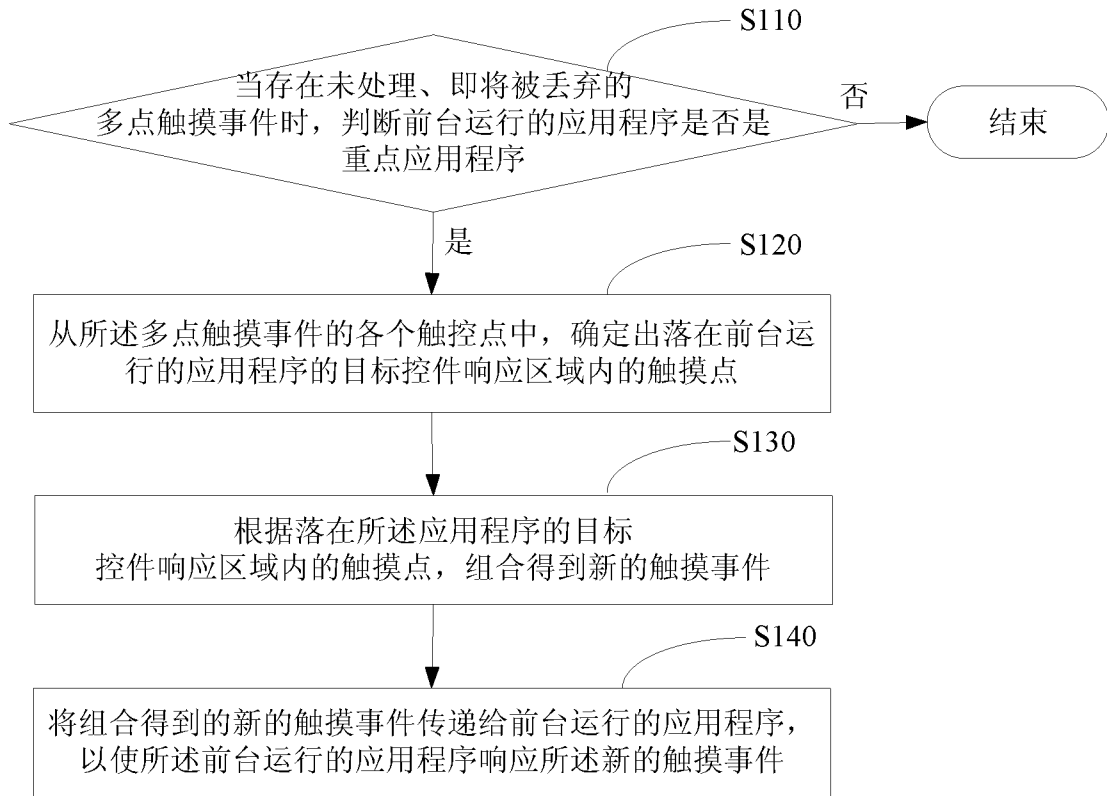 S110
当存在未处理、即将被丢弃的
多点触摸事件时，判断前台运行的应用程序是否是
重点应用程序
否
结束
是
S120
从所述多点触摸事件的各个触控点中，确定出落在前台运
行的应用程序的目标控件响应区域内的触摸点
S130
根据落在所述应用程序的目标
控件响应区域内的触摸点，组合得到新的触摸事件
S140
将组合得到的新的触摸事件传递给前台运行的应用程序，
以使所述前台运行的应用程序响应所述新的触摸事件